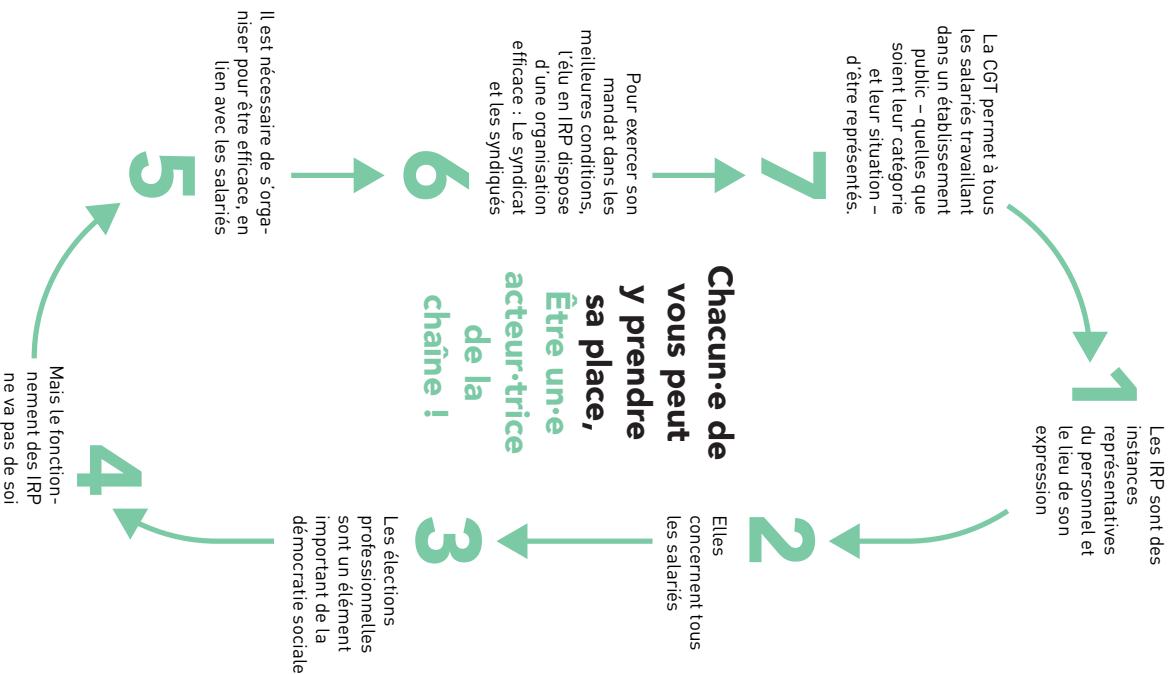 1
Les IRP sont des
instances
représentatives
du personnel et
le lieu de son
expression
2
Elles
concernent tous
les salariés
3
Les élections
professionnelles
sont un élément
important de la
démocratie sociale
4
Mais le fonction-
nement des IRP
ne va pas de soi
5
Il est nécessaire de s’orga-
niser pour être efficace, en
lien avec les salariés
6
Pour exercer son
mandat dans les
meilleures conditions,
l’élu en IRP dispose
d’une organisation
efficace : Le syndicat
et les syndiqués
7
La CGT permet à tous
les salariés travaillant
dans un établissement
public – quelles que
soient leur catégorie
et leur situation –
d’être représentés.
Chacun·e de
vous peut
y prendre
sa place,
Être un·e
acteur·trice
de la
chaîne !